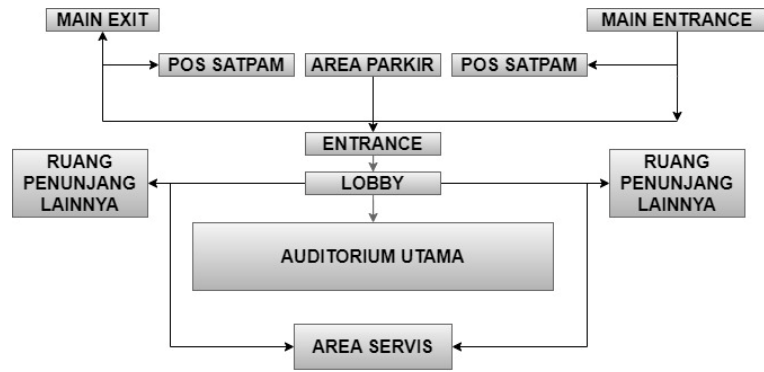 MAIN EXIT
MAIN ENTRANCE
POS SATPAM
AREA PARKIR
POS SATPAM
ENTRANCE
RUANG
PENUNJANG
LAINNYA
LOBBY
RUANG
PENUNJANG
LAINNYA
AUDITORIUM UTAMA
AREA SERVIS